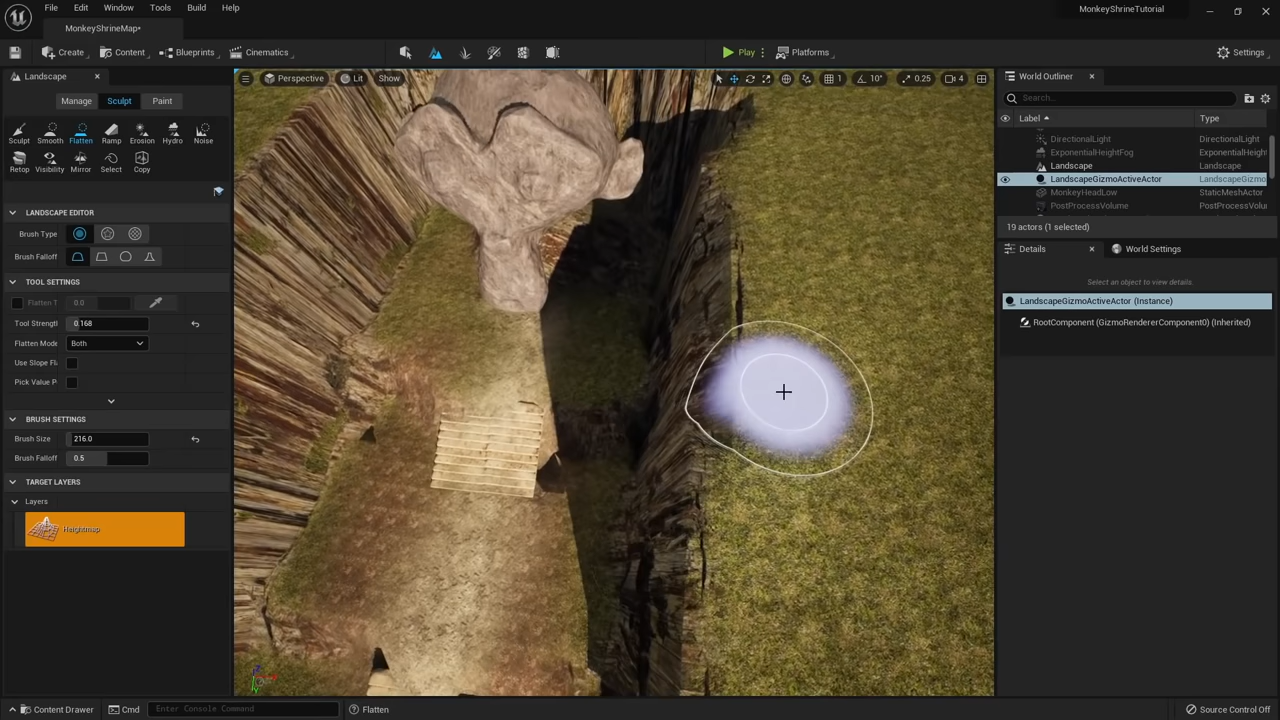 File Edit Window Tools Build Help
MonkeyShrineTutorial
MonkeyShrineMap*
Create Content Blueprints Cinematics Play Platforms Settings
Landscape
Manage Sculpt Paint
Sculpt Smooth Flatten Ramp Erosion Hydro Noise
Retop Visibility Mirror Select Copy
LANDSCAPE EDITOR
Brush Type
Brush Falloff
TOOL SETTINGS
Flatten T 0.0
Tool Strengtl 0.168
Flatten Mode Both
Use Slope Fl
Pick Value P
BRUSH SETTINGS
Brush Size 216.0
Brush Falloff 0.5
TARGET LAYERS
Layers
Heightmap
Perspective Lit Show 1 10° 0.25 4
World Outliner
Search...
Label Type
DirectionalLight DirectionalLight
ExponentialHeightFog ExponentialHeight
Landscape Landscape
LandscapeGizmoActiveActor LandscapeGizmo
MonkeyHeadLow StaticMeshActor
PostProcessVolume PostProcessVolu
19 actors (1 selected)
Details World Settings
Select an object to view details.
LandscapeGizmoActiveActor (Instance)
RootComponent (GizmoRendererComponent0) (Inherited)
Content Drawer Cmd Enter Console Command Flatten Source Control Off